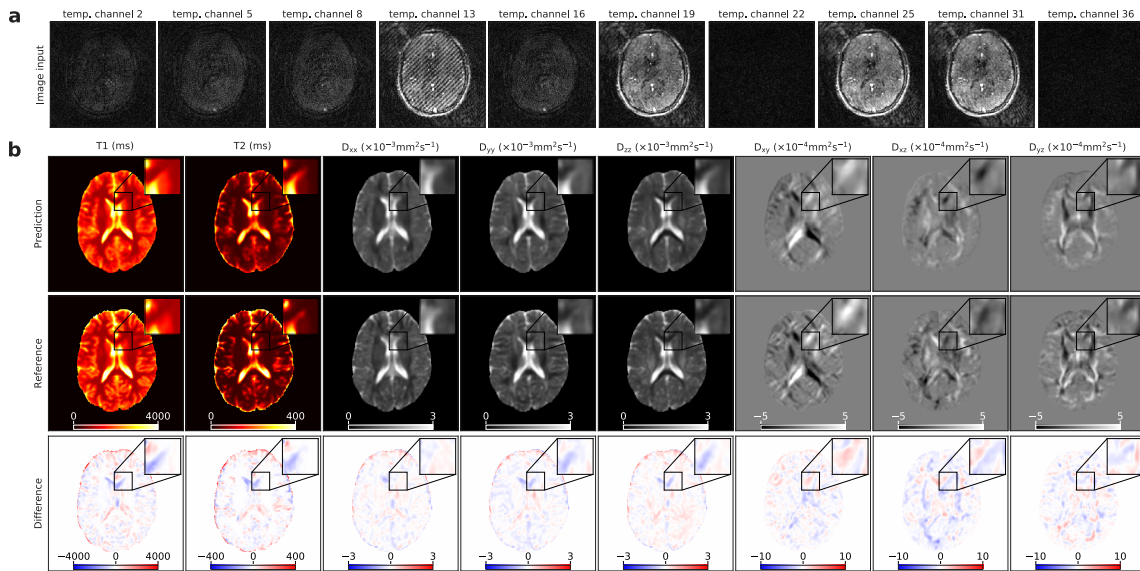 a
temp. channel 2 temp. channel 5 temp. channel 8 temp. channel 13 temp. channel 16 temp. channel 19 temp. channel 22 temp. channel 25 temp. channel 31 temp. channel 36
Image input
b
T1 (ms) T2 (ms) Dxx (×10⁻³mm²s⁻¹) Dyy (×10⁻³mm²s⁻¹) Dzz (×10⁻³mm²s⁻¹) Dxy (×10⁻⁴mm²s⁻¹) Dxz (×10⁻⁴mm²s⁻¹) Dyz (×10⁻⁴mm²s⁻¹)
Prediction
Reference
0 4000 0 400 0 3 0 3 0 3 −5 5 −5 5 −5 5
Difference
−4000 0 4000 −400 0 400 −3 0 3 −3 0 3 −3 0 3 −10 0 10 −10 0 10 −10 0 10